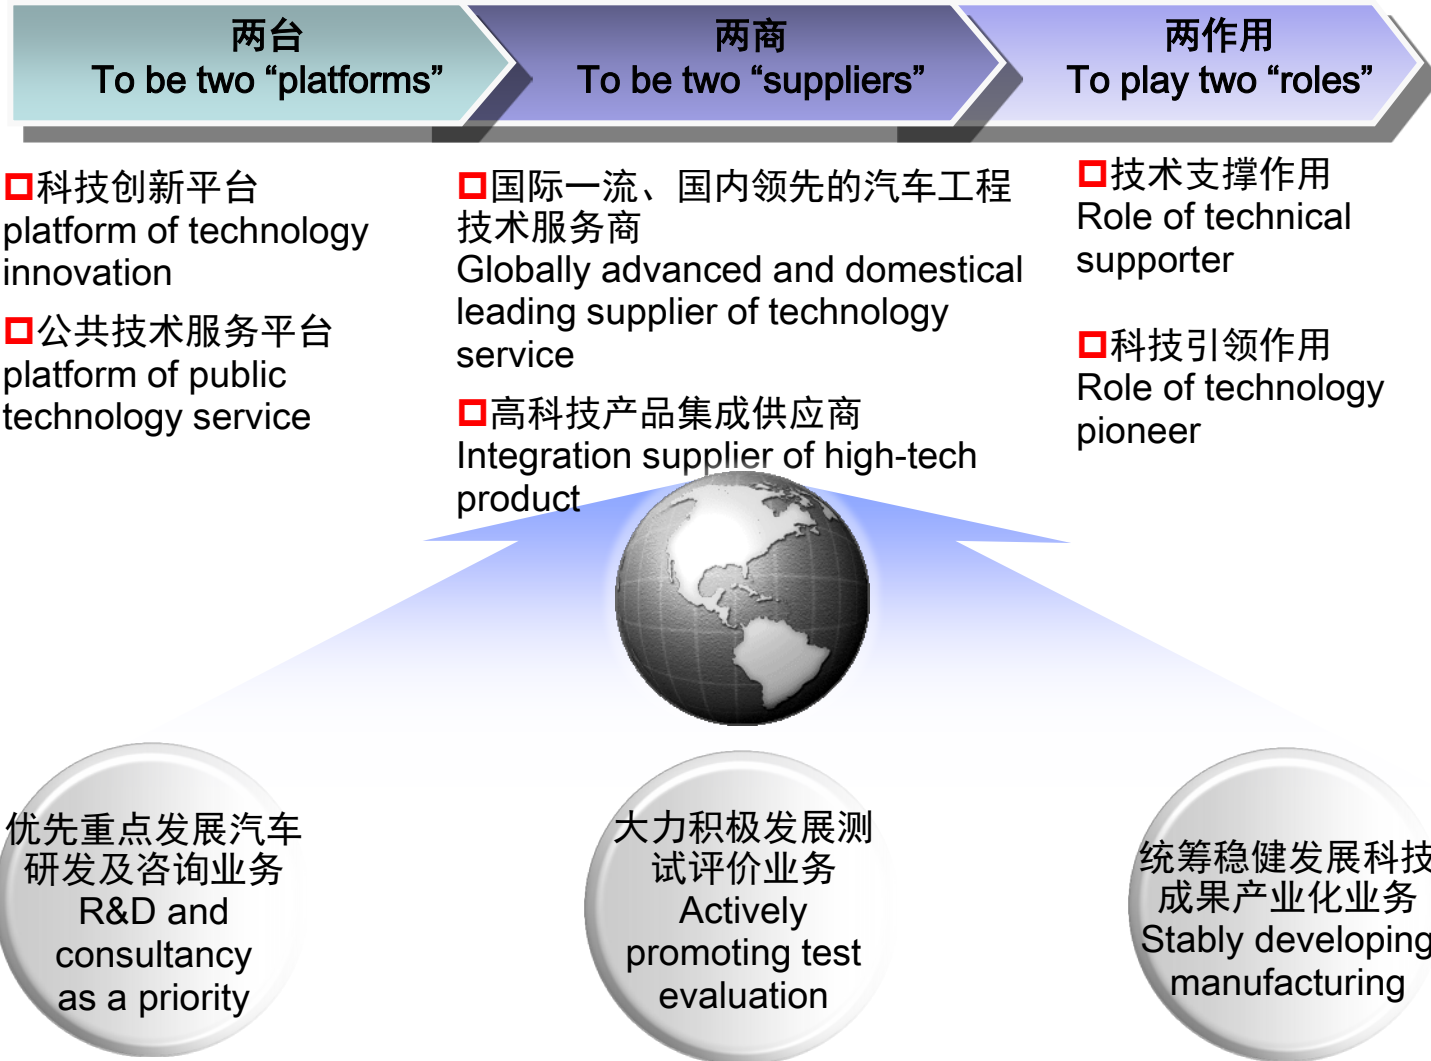 两台
To be two “platforms”
两商
To be two “suppliers”
两作用
To play two “roles”
科技创新平台
platform of technology
innovation
公共技术服务平台
platform of public
technology service
国际一流、国内领先的汽车工程
技术服务商
Globally advanced and domestical
leading supplier of technology
service
高科技产品集成供应商
Integration supplier of high-tech
product
技术支撑作用
Role of technical
supporter
科技引领作用
Role of technology
pioneer
优先重点发展汽车
研发及咨询业务
R&D and
consultancy
as a priority
大力积极发展测
试评价业务
Actively
promoting test
evaluation
统筹稳健发展科技
成果产业化业务
Stably developing
manufacturing